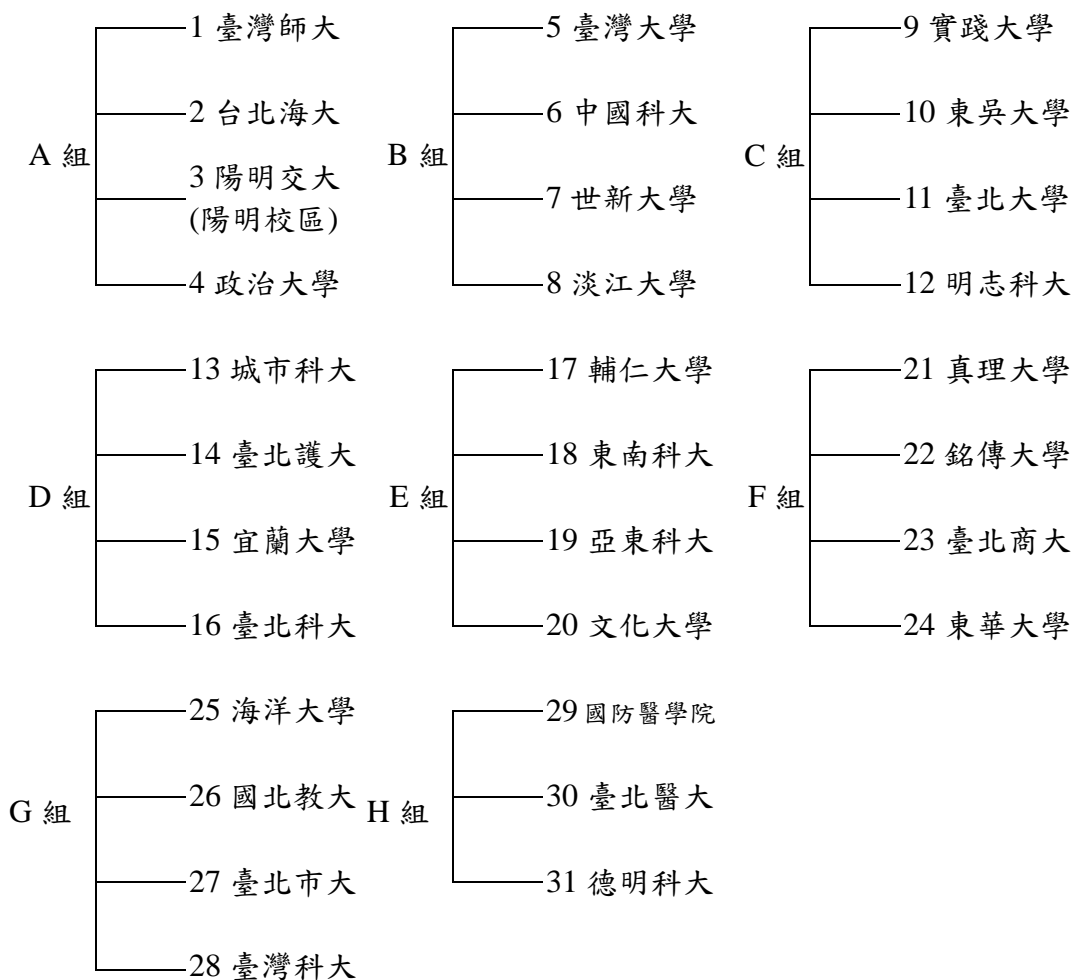 A 組
1 臺灣師大
2 台北海大
3 陽明交大
(陽明校區)
4 政治大學
B 組
5 臺灣大學
6 中國科大
7 世新大學
8 淡江大學
C 組
9 實踐大學
10 東吳大學
11 臺北大學
12 明志科大
D 組
13 城市科大
14 臺北護大
15 宜蘭大學
16 臺北科大
E 組
17 輔仁大學
18 東南科大
19 亞東科大
20 文化大學
F 組
21 真理大學
22 銘傳大學
23 臺北商大
24 東華大學
G 組
25 海洋大學
26 國北教大
27 臺北市大
28 臺灣科大
H 組
29 國防醫學院
30 臺北醫大
31 德明科大